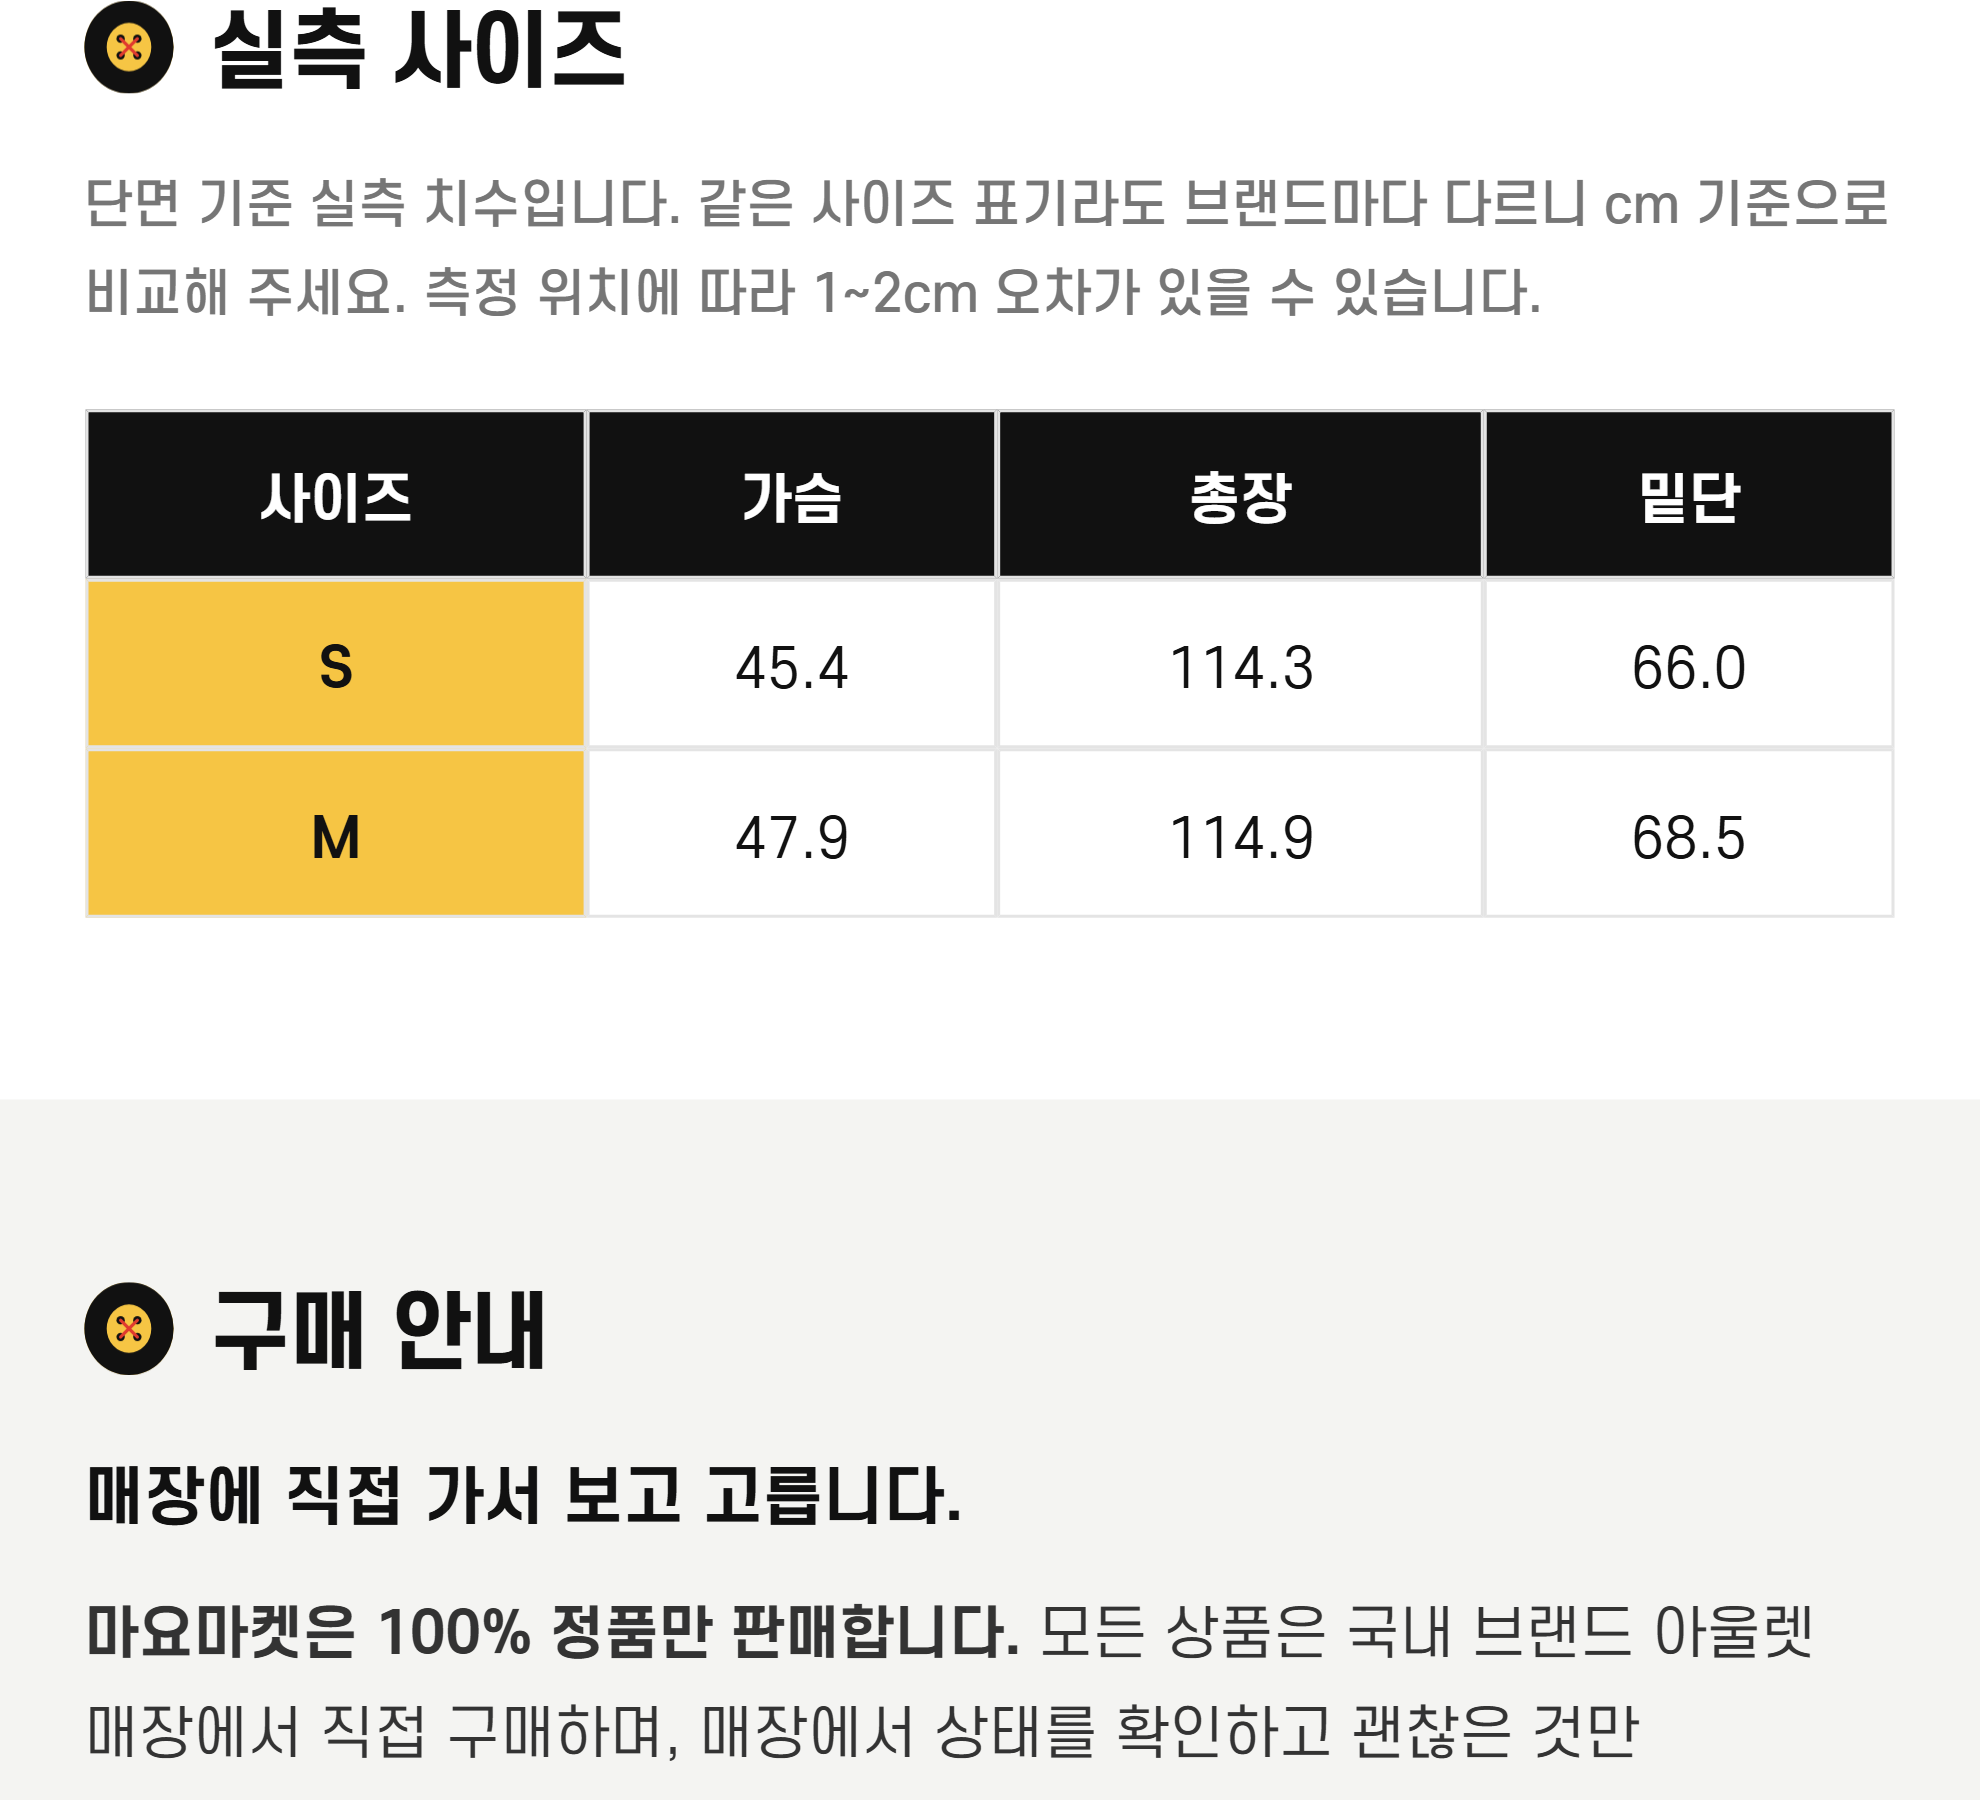 실측 사이즈
단면 기준 실측 치수입니다. 같은 사이즈 표기라도 브랜드마다 다르니 cm 기준으로
비교해 주세요. 측정 위치에 따라 1~2cm 오차가 있을 수 있습니다.
사이즈 가슴 총장 밑단
S 45.4 114.3 66.0
M 47.9 114.9 68.5
구매 안내
매장에 직접 가서 보고 고릅니다.
마요마켓은 100% 정품만 판매합니다. 모든 상품은 국내 브랜드 아울렛
매장에서 직접 구매하며, 매장에서 상태를 확인하고 괜찮은 것만